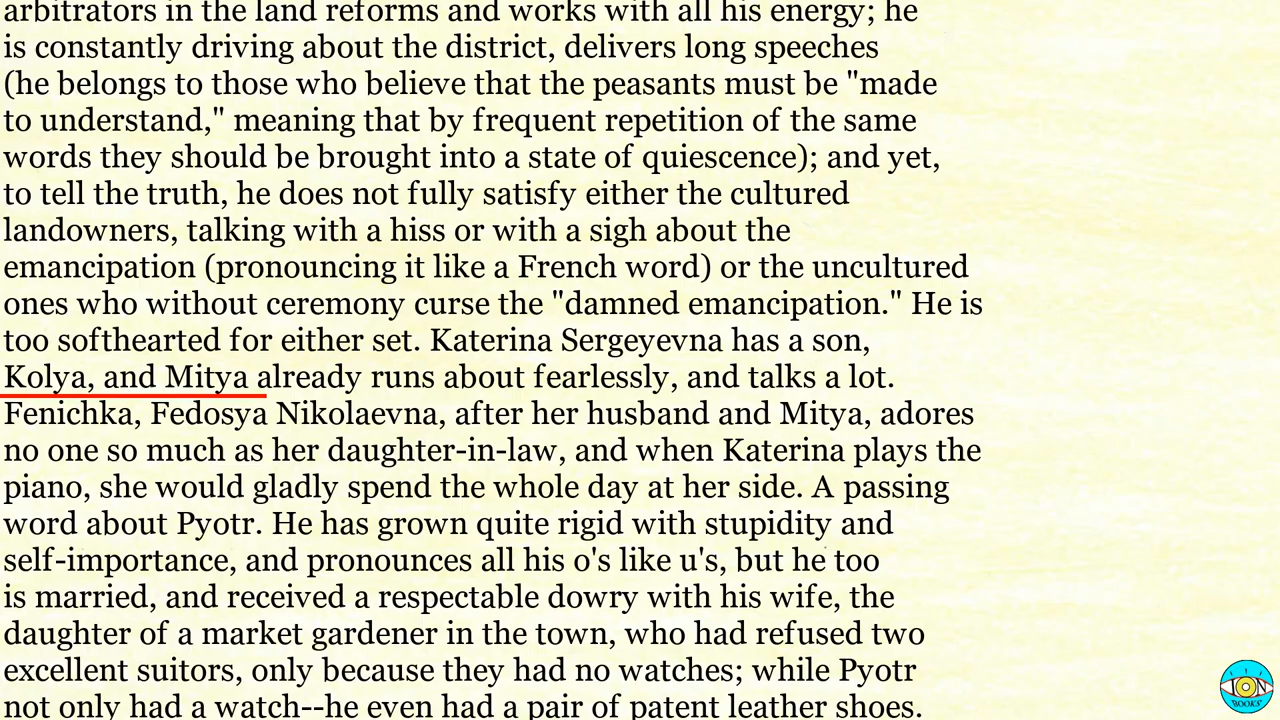 arbitrators in the land reforms and works with all his energy; he
is constantly driving about the district, delivers long speeches
(he belongs to those who believe that the peasants must be "made
to understand," meaning that by frequent repetition of the same
words they should be brought into a state of quiescence); and yet,
to tell the truth, he does not fully satisfy either the cultured
landowners, talking with a hiss or with a sigh about the
emancipation (pronouncing it like a French word) or the uncultured
ones who without ceremony curse the "damned emancipation." He is
too softhearted for either set. Katerina Sergeyevna has a son,
Kolya, and Mitya already runs about fearlessly, and talks a lot.
Fenichka, Fedosya Nikolaevna, after her husband and Mitya, adores
no one so much as her daughter-in-law, and when Katerina plays the
piano, she would gladly spend the whole day at her side. A passing
word about Pyotr. He has grown quite rigid with stupidity and
self-importance, and pronounces all his o's like u's, but he too
is married, and received a respectable dowry with his wife, the
daughter of a market gardener in the town, who had refused two
excellent suitors, only because they had no watches; while Pyotr
not only had a watch--he even had a pair of patent leather shoes.
ION
BOOKS